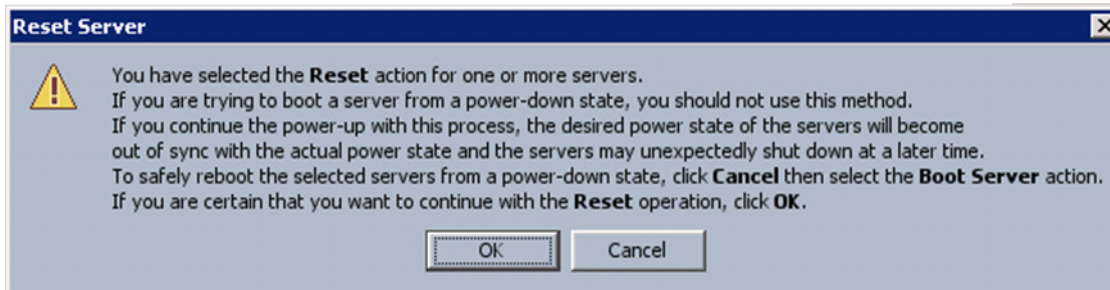 Reset Server
You have selected the Reset action for one or more servers.
If you are trying to boot a server from a power-down state, you should not use this method.
If you continue the power-up with this process, the desired power state of the servers will become
out of sync with the actual power state and the servers may unexpectedly shut down at a later time.
To safely reboot the selected servers from a power-down state, click Cancel then select the Boot Server action.
If you are certain that you want to continue with the Reset operation, click OK.
OK Cancel